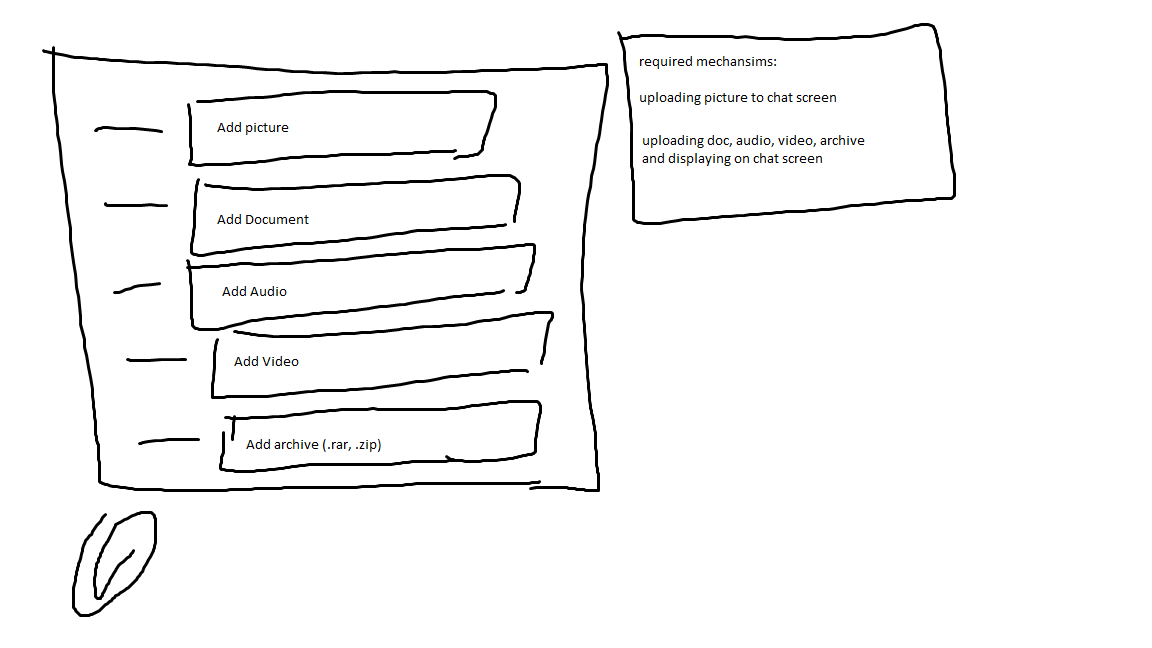 Add picture
Add Document
Add Audio
Add Video
Add archive (.rar, .zip)
required mechansims:
uploading picture to chat screen
uploading doc, audio, video, archive
and displaying on chat screen